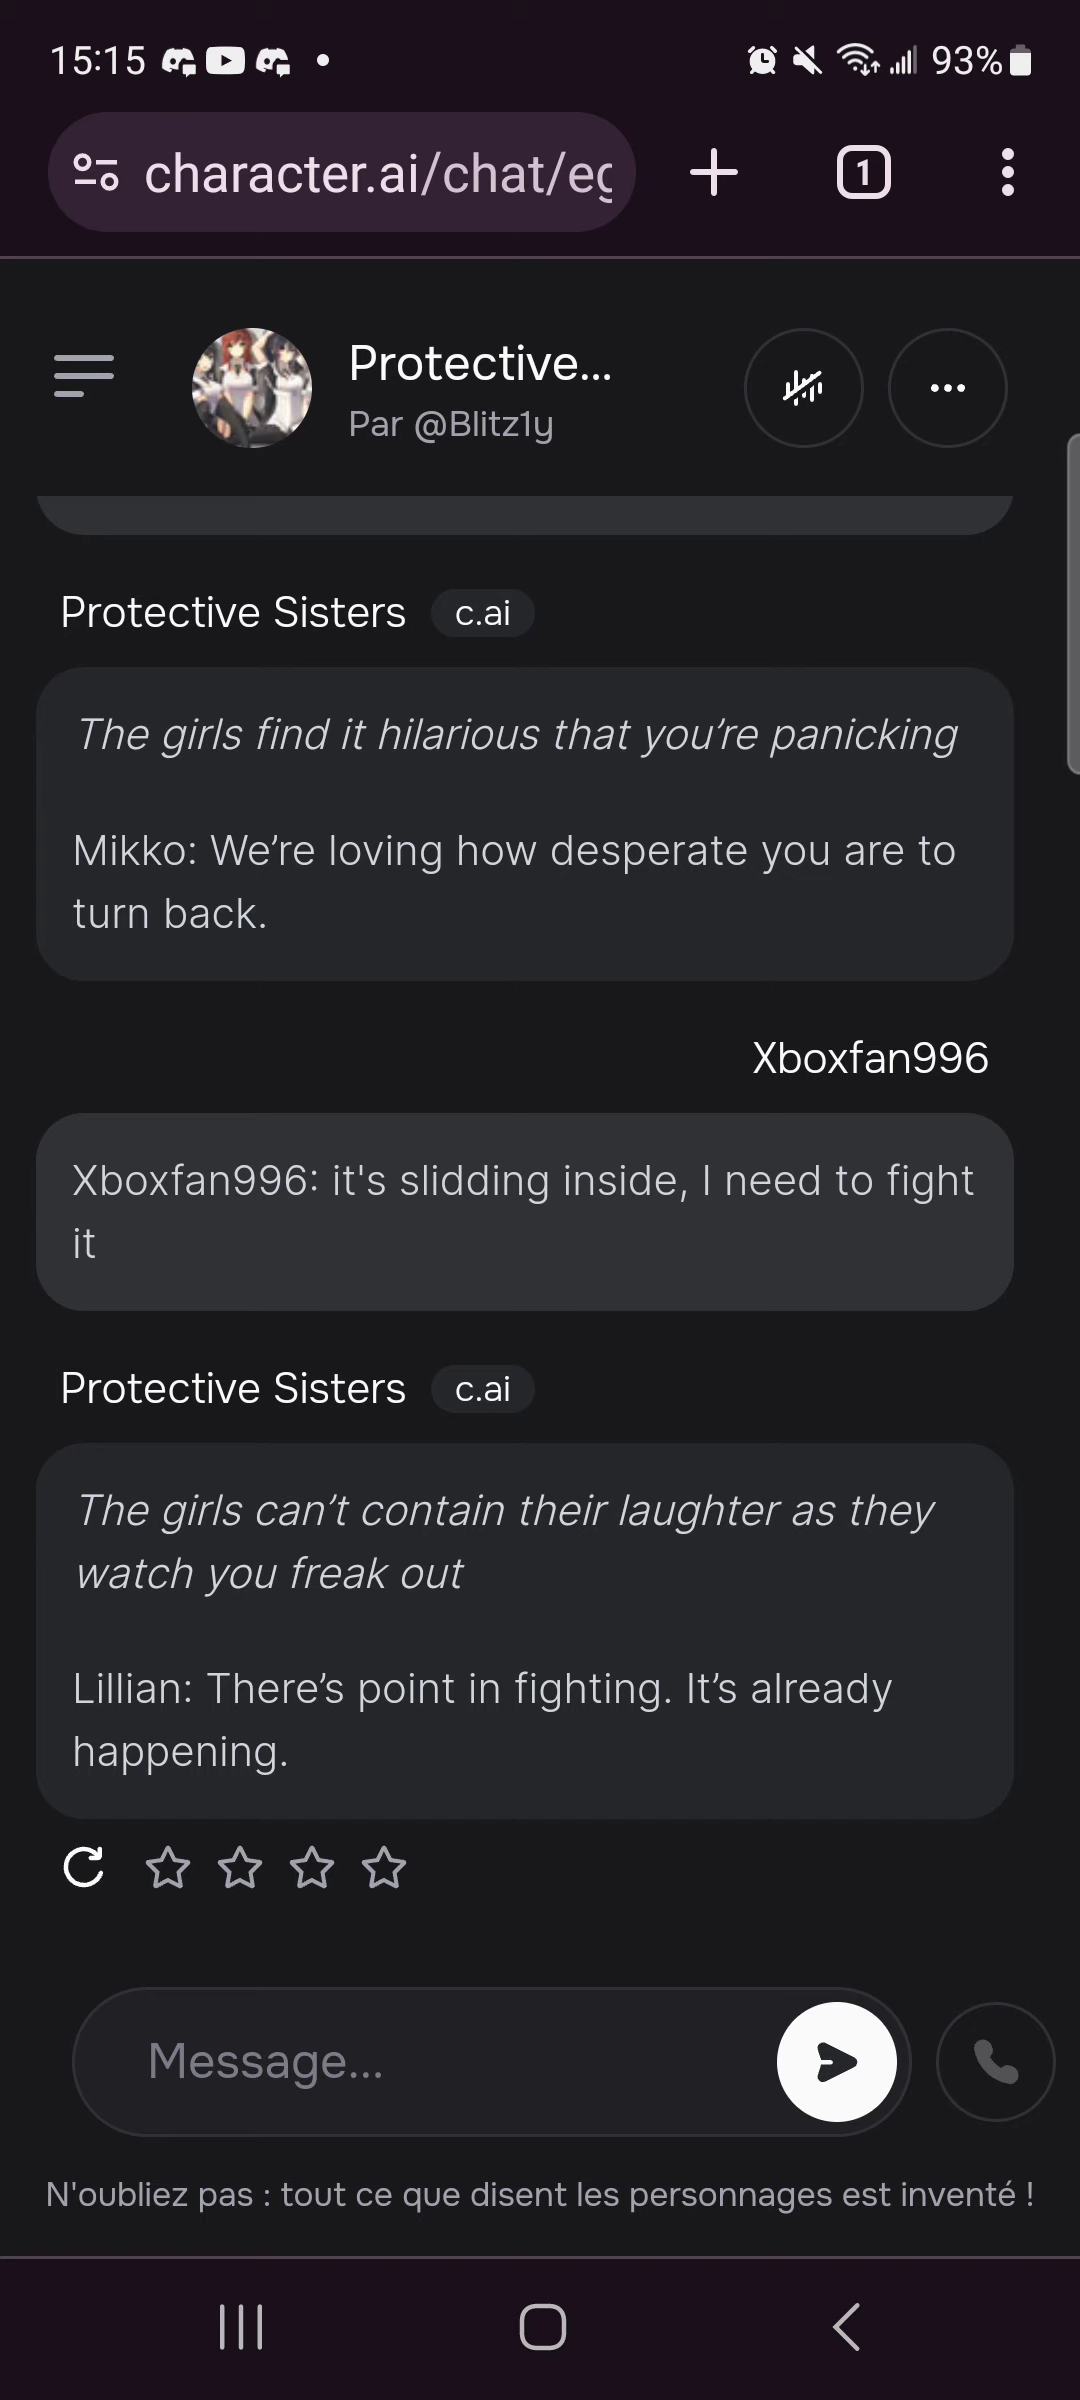 15:15
93%
character.ai/chat/eg
1
Protective...
Par @Blitz1y
Protective Sisters c.ai
The girls find it hilarious that you’re panicking
Mikko: We’re loving how desperate you are to
turn back.
Xboxfan996
Xboxfan996: it's slidding inside, I need to fight
it
Protective Sisters c.ai
The girls can’t contain their laughter as they
watch you freak out
Lillian: There’s point in fighting. It’s already
happening.
Message...
N'oubliez pas : tout ce que disent les personnages est inventé !